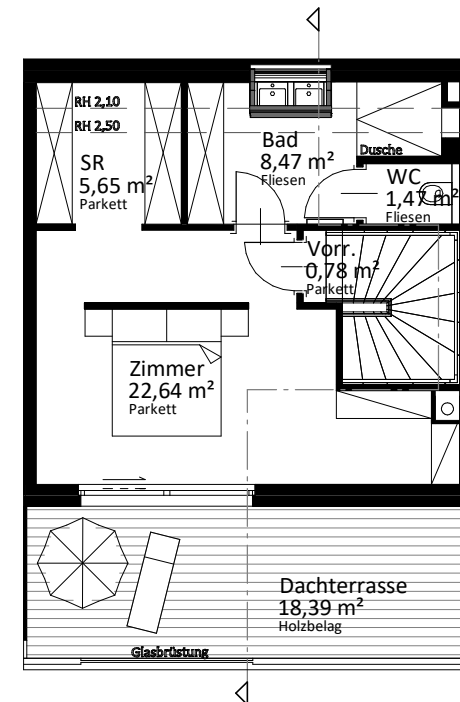 RH 2,10
RH 2,50
SR
5,65 m²
Parkett
Bad
8,47 m²
Fliesen
Dusche
WC
1,47 m²
Fliesen
Vorr.
0,78 m²
Parkett
Zimmer
22,64 m²
Parkett
Dachterrasse
18,39 m²
Holzbelag
Glasbrüstung